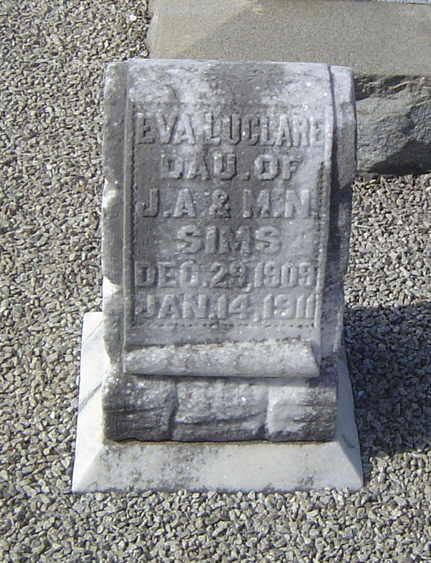 EVA LUCLARE
DAU. OF
J.A & M.N.
SIMS
DEC. 29, 1909
JAN. 14, 1911